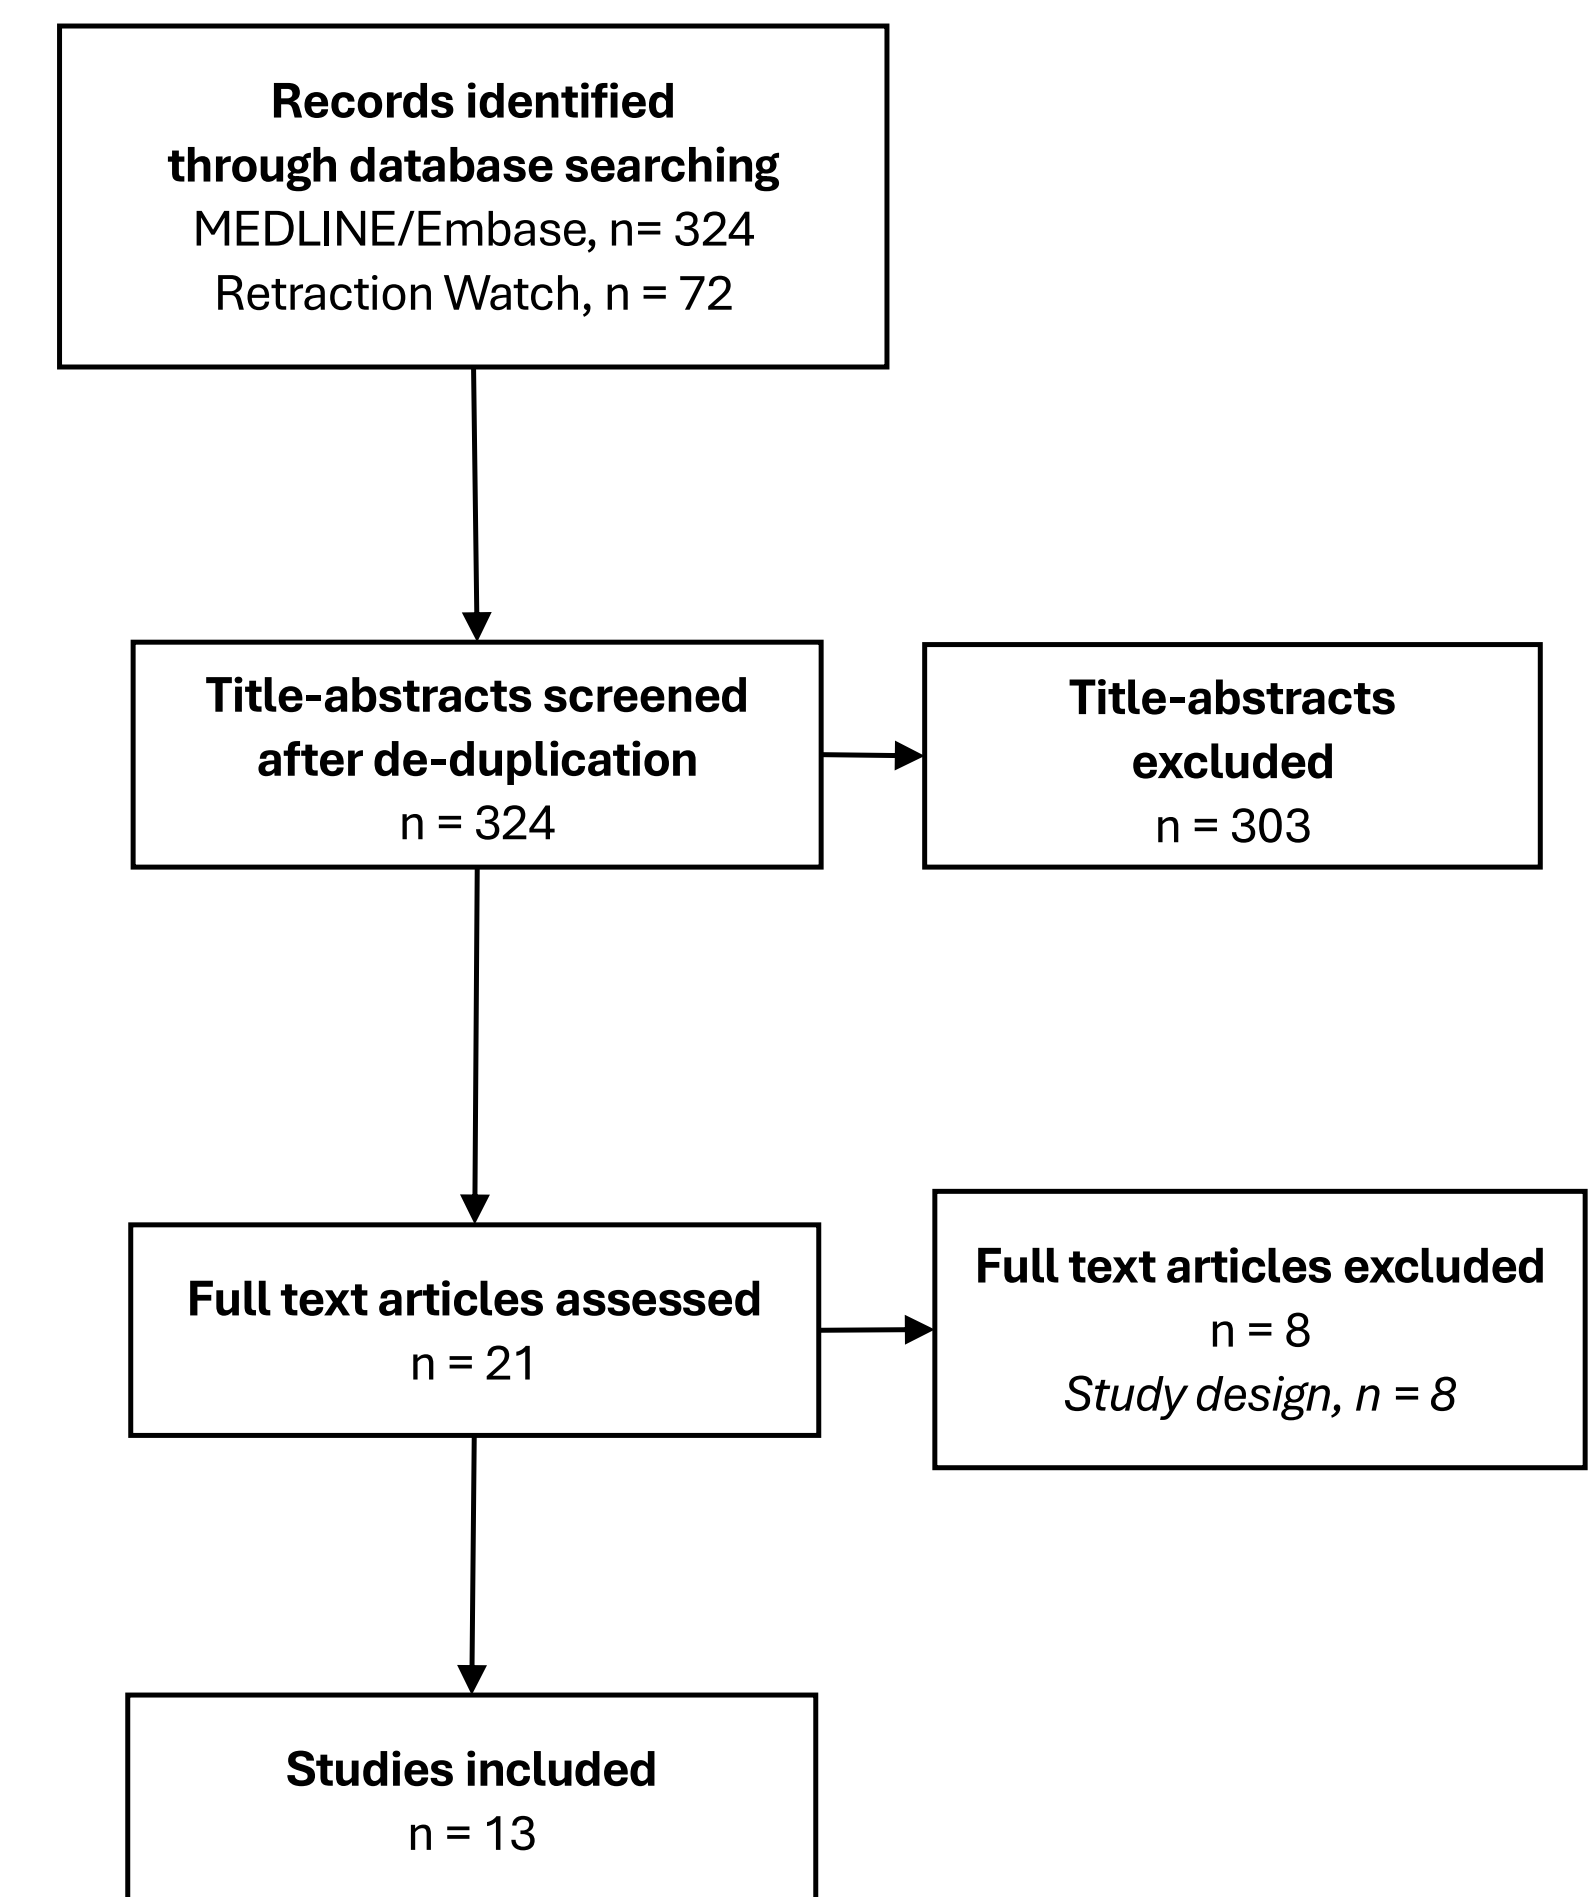 Records identified
through database searching
MEDLINE/Embase, n= 324
Retraction Watch, n = 72
Title-abstracts screened
after de-duplication
n = 324
Title-abstracts
excluded
n = 303
Full text articles assessed
n = 21
Full text articles excluded
n = 8
Study design, n = 8
Studies included
n = 13